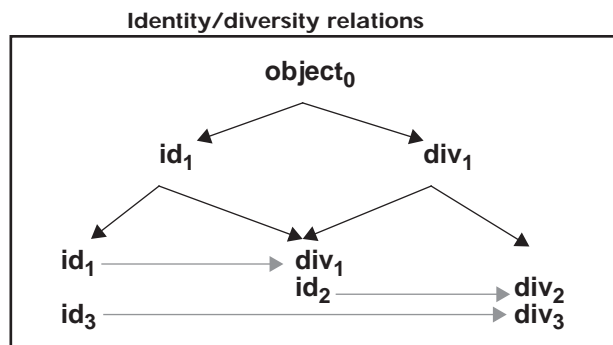 Identity/diversity relations
object₀
id₁ div₁
id₁ div₁
id₂ div₂
id₃ div₃